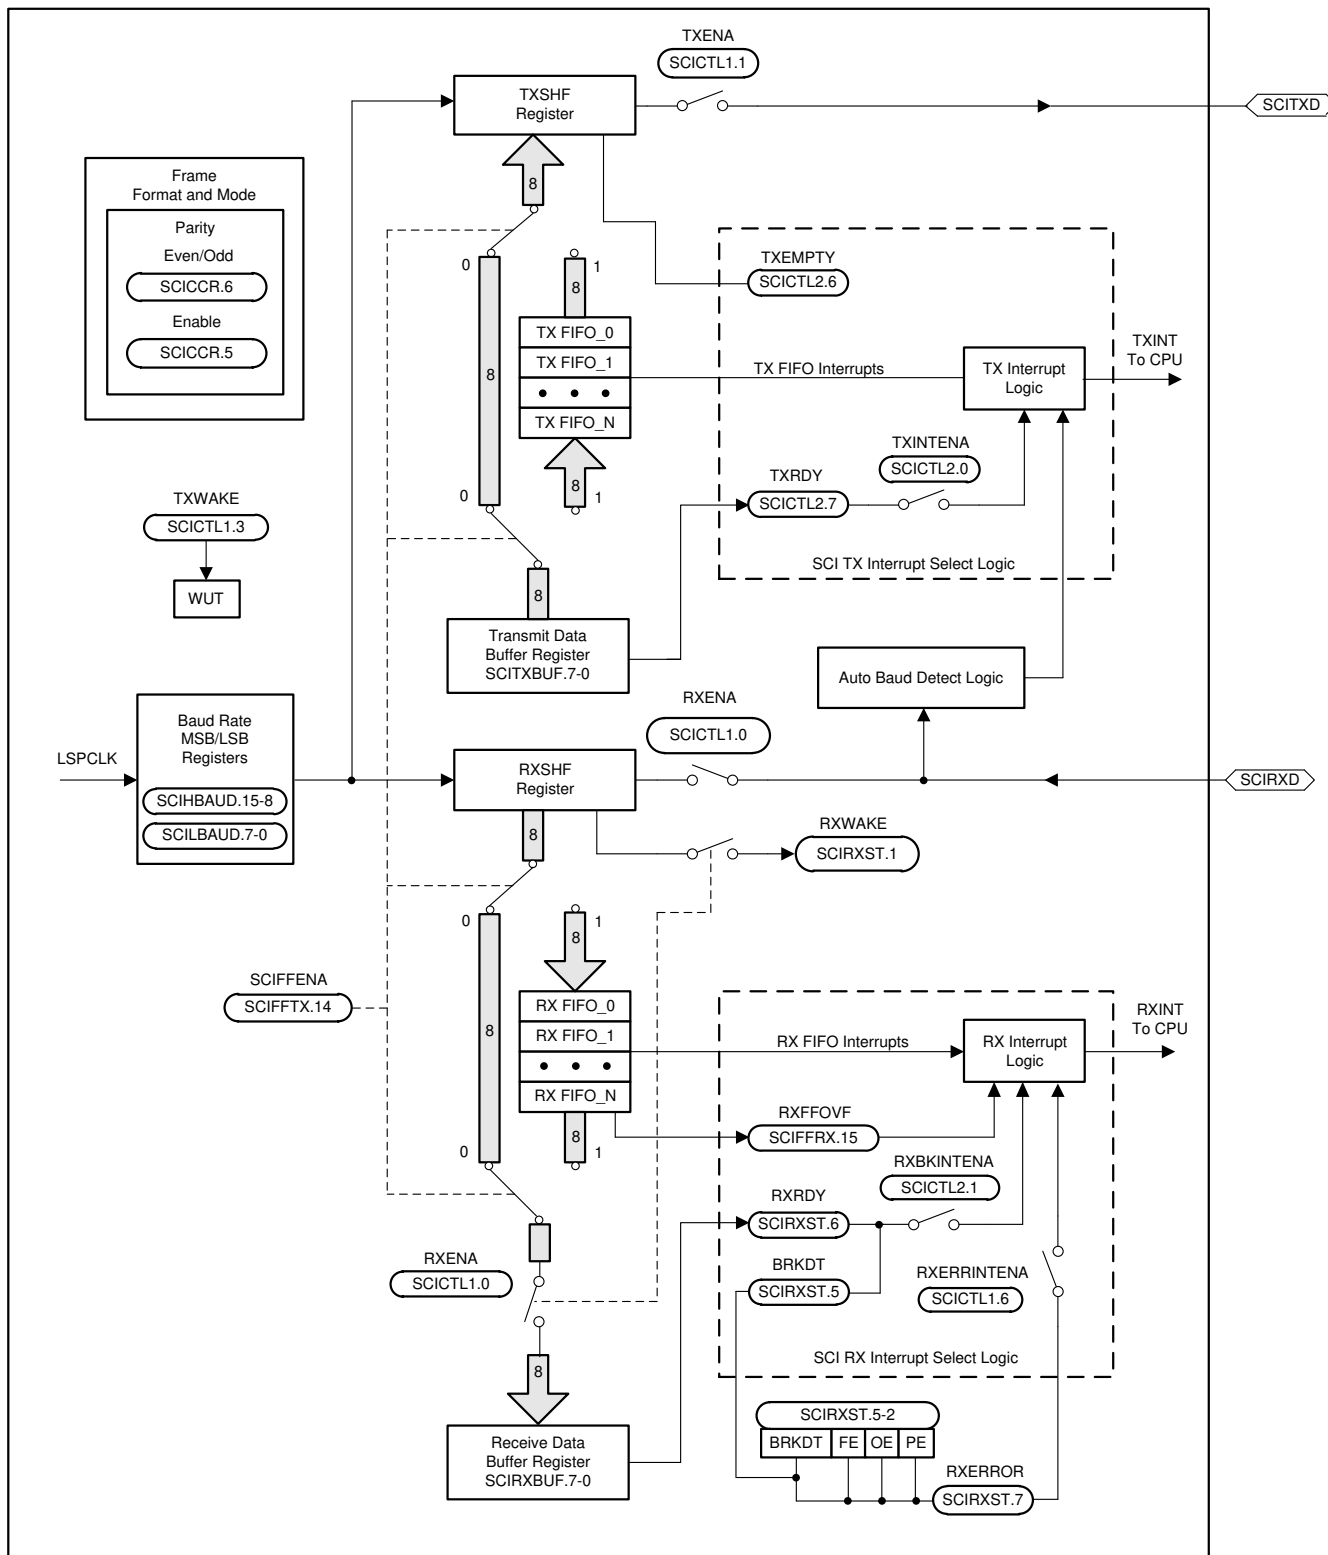 TXENA
SCICTL1.1
TXSHF
Register
SCITXD
8
Frame
Format and Mode
Parity
Even/Odd
SCICCR.6
Enable
SCICCR.5
0
1
8
8
TX FIFO_0
TX FIFO_1
TX FIFO_N
8
0
1
TXEMPTY
SCICTL2.6
TX FIFO Interrupts
TX Interrupt
Logic
TXINT
To CPU
TXINTENA
SCICTL2.0
TXRDY
SCICTL2.7
SCI TX Interrupt Select Logic
TXWAKE
SCICTL1.3
WUT
8
Transmit Data
Buffer Register
SCITXBUF.7-0
Auto Baud Detect Logic
RXENA
SCICTL1.0
LSPCLK
Baud Rate
MSB/LSB
Registers
SCIHBAUD.15-8
SCILBAUD.7-0
RXSHF
Register
SCIRXD
8
RXWAKE
SCIRXST.1
0
1
8
8
SCIFFENA
SCIFFTX.14
RX FIFO_0
RX FIFO_1
RX FIFO_N
8
0
1
RX FIFO Interrupts
RX Interrupt
Logic
RXINT
To CPU
RXFFOVF
SCIFFRX.15
RXBKINTENA
SCICTL2.1
RXRDY
SCIRXST.6
BRKDT
SCIRXST.5
RXERRINTENA
SCICTL1.6
SCI RX Interrupt Select Logic
RXENA
SCICTL1.0
8
Receive Data
Buffer Register
SCIRXBUF.7-0
SCIRXST.5-2
BRKDT FE OE PE
RXERROR
SCIRXST.7